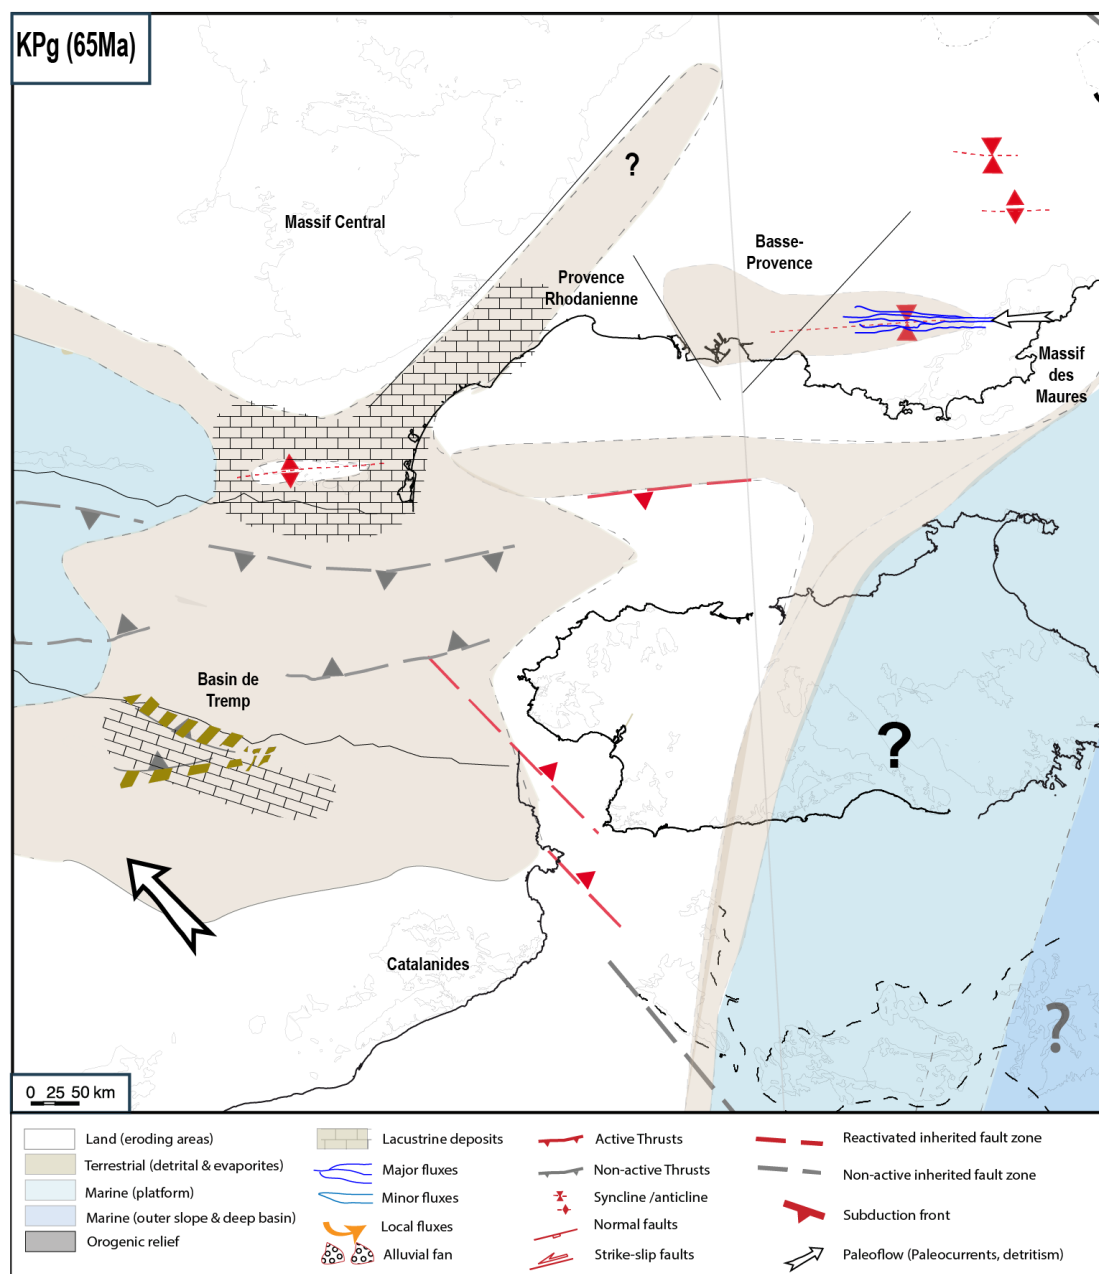 KPg (65Ma)
?
Massif Central
Basse-
Provence
Provence
Rhodanienne
Massif
des
Maures
Basin de
Tremp
?
Catalanides
?
0 25 50 km
Land (eroding areas)
Terrestrial (detrital & evaporites)
Marine (platform)
Marine (outer slope & deep basin)
Orogenic relief
Lacustrine deposits
Major fluxes
Minor fluxes
Local fluxes
Alluvial fan
Active Thrusts
Non-active Thrusts
Syncline /anticline
Normal faults
Strike-slip faults
Reactivated inherited fault zone
Non-active inherited fault zone
Subduction front
Paleoflow (Paleocurrents, detritism)